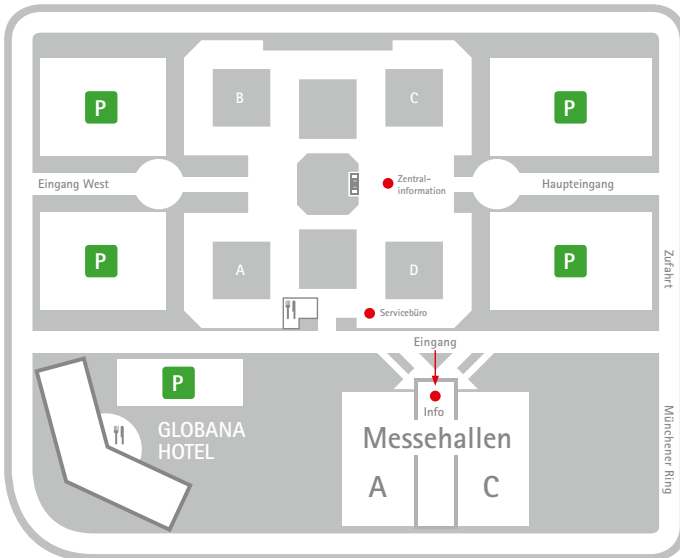 B
C
P
P
Eingang West
Zentral-
information
Haupteingang
P
A
D
P
Zufahrt
Servicebüro
Eingang
P
GLOBANA
HOTEL
Info
Messehallen
A
C
Münchener Ring